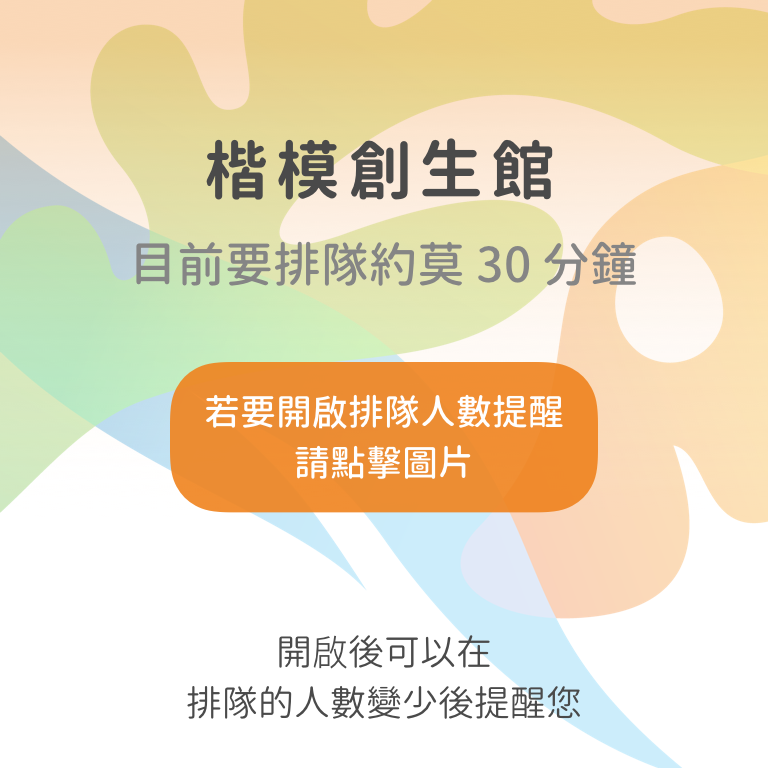 楷模創生館
目前要排隊約莫 30 分鐘
若要開啟排隊人數提醒
請點擊圖片
開啟後可以在
排隊的人數變少後提醒您